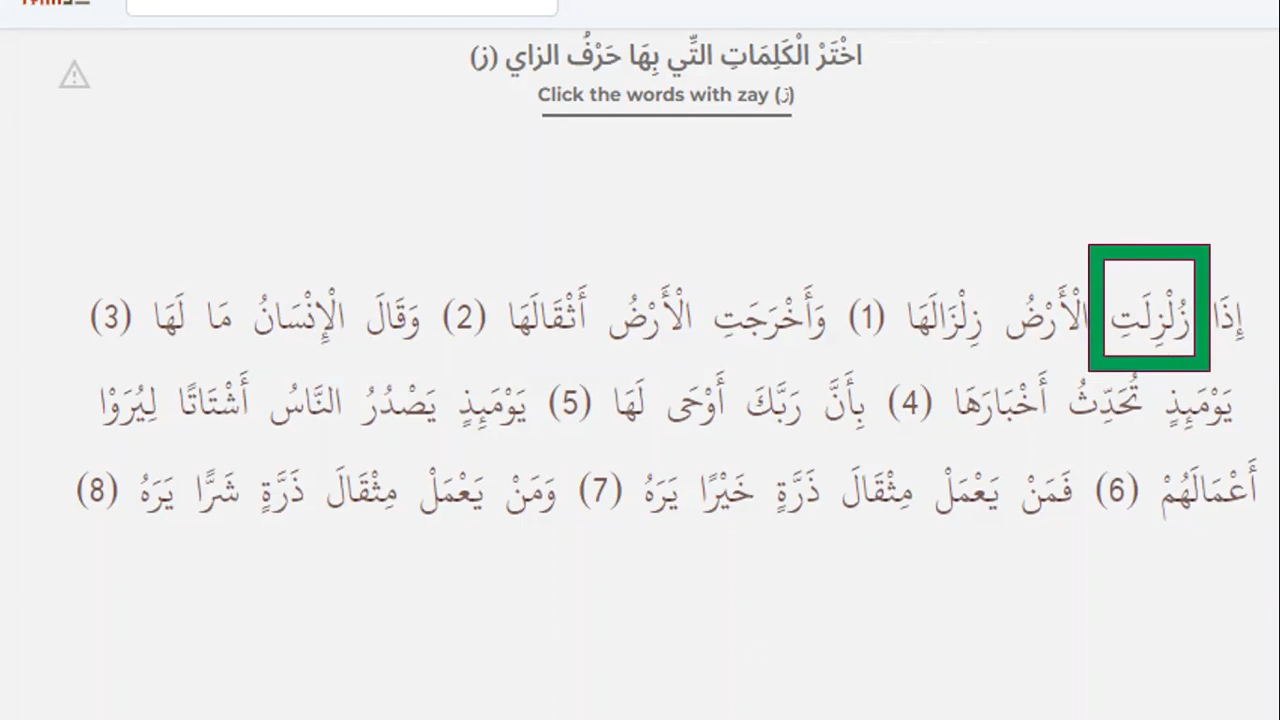 اخْتَرْ الْكَلِمَاتِ التِّي بِهَا حَرْفُ الزاي (ز)
Click the words with zay (ز)
إِذَا زُلْزِلَتِ الْأَرْضُ زِلْزَالَهَا (1) وَأَخْرَجَتِ الْأَرْضُ أَثْقَالَهَا (2) وَقَالَ الْإِنْسَانُ مَا لَهَا (3)
يَوْمَئِذٍ تُحَدِّثُ أَخْبَارَهَا (4) بِأَنَّ رَبَّكَ أَوْحَى لَهَا (5) يَوْمَئِذٍ يَصْدُرُ النَّاسُ أَشْتَاتًا لِيُرَوْا
أَعْمَالَهُمْ (6) فَمَنْ يَعْمَلْ مِثْقَالَ ذَرَّةٍ خَيْرًا يَرَهُ (7) وَمَنْ يَعْمَلْ مِثْقَالَ ذَرَّةٍ شَرًّا يَرَهُ (8)